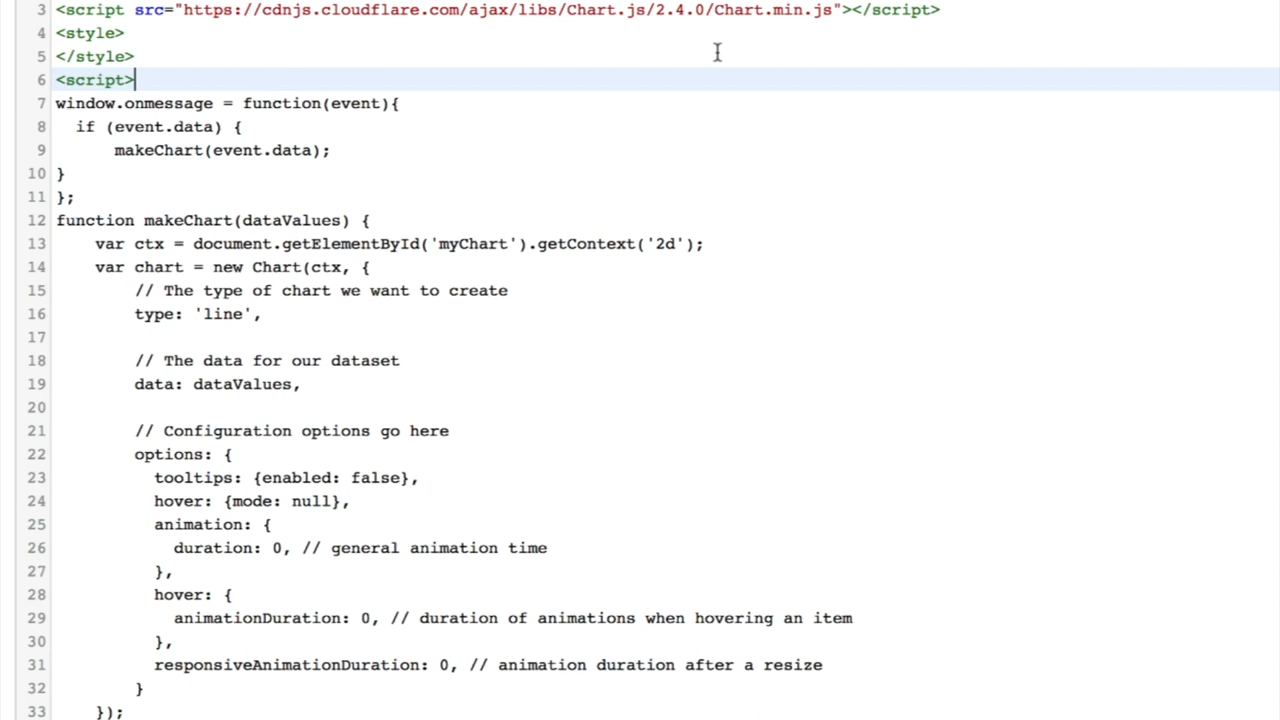 3 <script src="https://cdnjs.cloudflare.com/ajax/libs/Chart.js/2.4.0/Chart.min.js"></script>
4 <style>
5 </style>
6 <script>
7 window.onmessage = function(event){
8   if (event.data) {
9       makeChart(event.data);
10 }
11 };
12 function makeChart(dataValues) {
13     var ctx = document.getElementById('myChart').getContext('2d');
14     var chart = new Chart(ctx, {
15         // The type of chart we want to create
16         type: 'line',
17
18         // The data for our dataset
19         data: dataValues,
20
21         // Configuration options go here
22         options: {
23           tooltips: {enabled: false},
24           hover: {mode: null},
25           animation: {
26             duration: 0, // general animation time
27           },
28           hover: {
29             animationDuration: 0, // duration of animations when hovering an item
30           },
31           responsiveAnimationDuration: 0, // animation duration after a resize
32         }
33     });